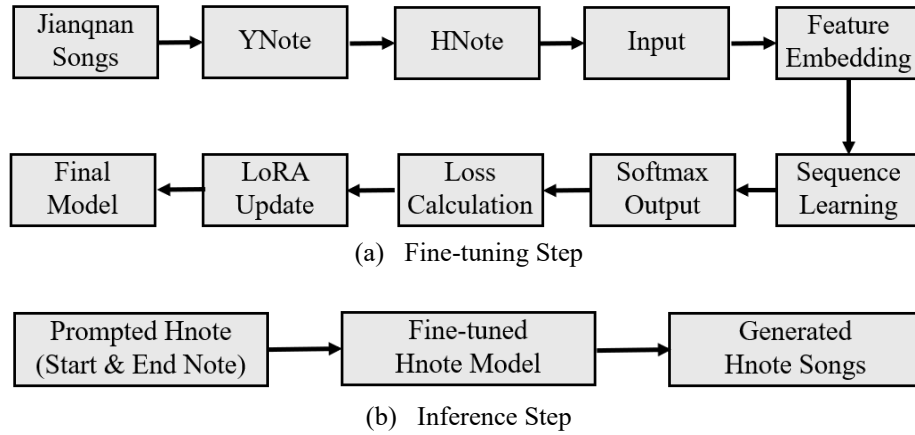 Jianqnan
Songs
YNote
HNote
Input
Feature
Embedding
Final
Model
LoRA
Update
Loss
Calculation
Softmax
Output
Sequence
Learning
(a) Fine-tuning Step
Prompted Hnote
(Start & End Note)
Fine-tuned
Hnote Model
Generated
Hnote Songs
(b) Inference Step